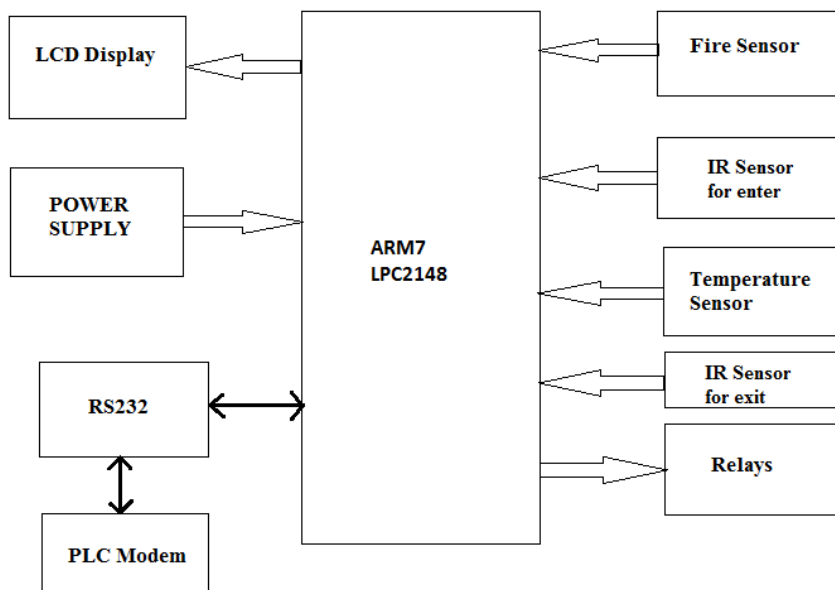 LCD Display
POWER
SUPPLY
RS232
PLC Modem
ARM7
LPC2148
Fire Sensor
IR Sensor
for enter
Temperature
Sensor
IR Sensor
for exit
Relays